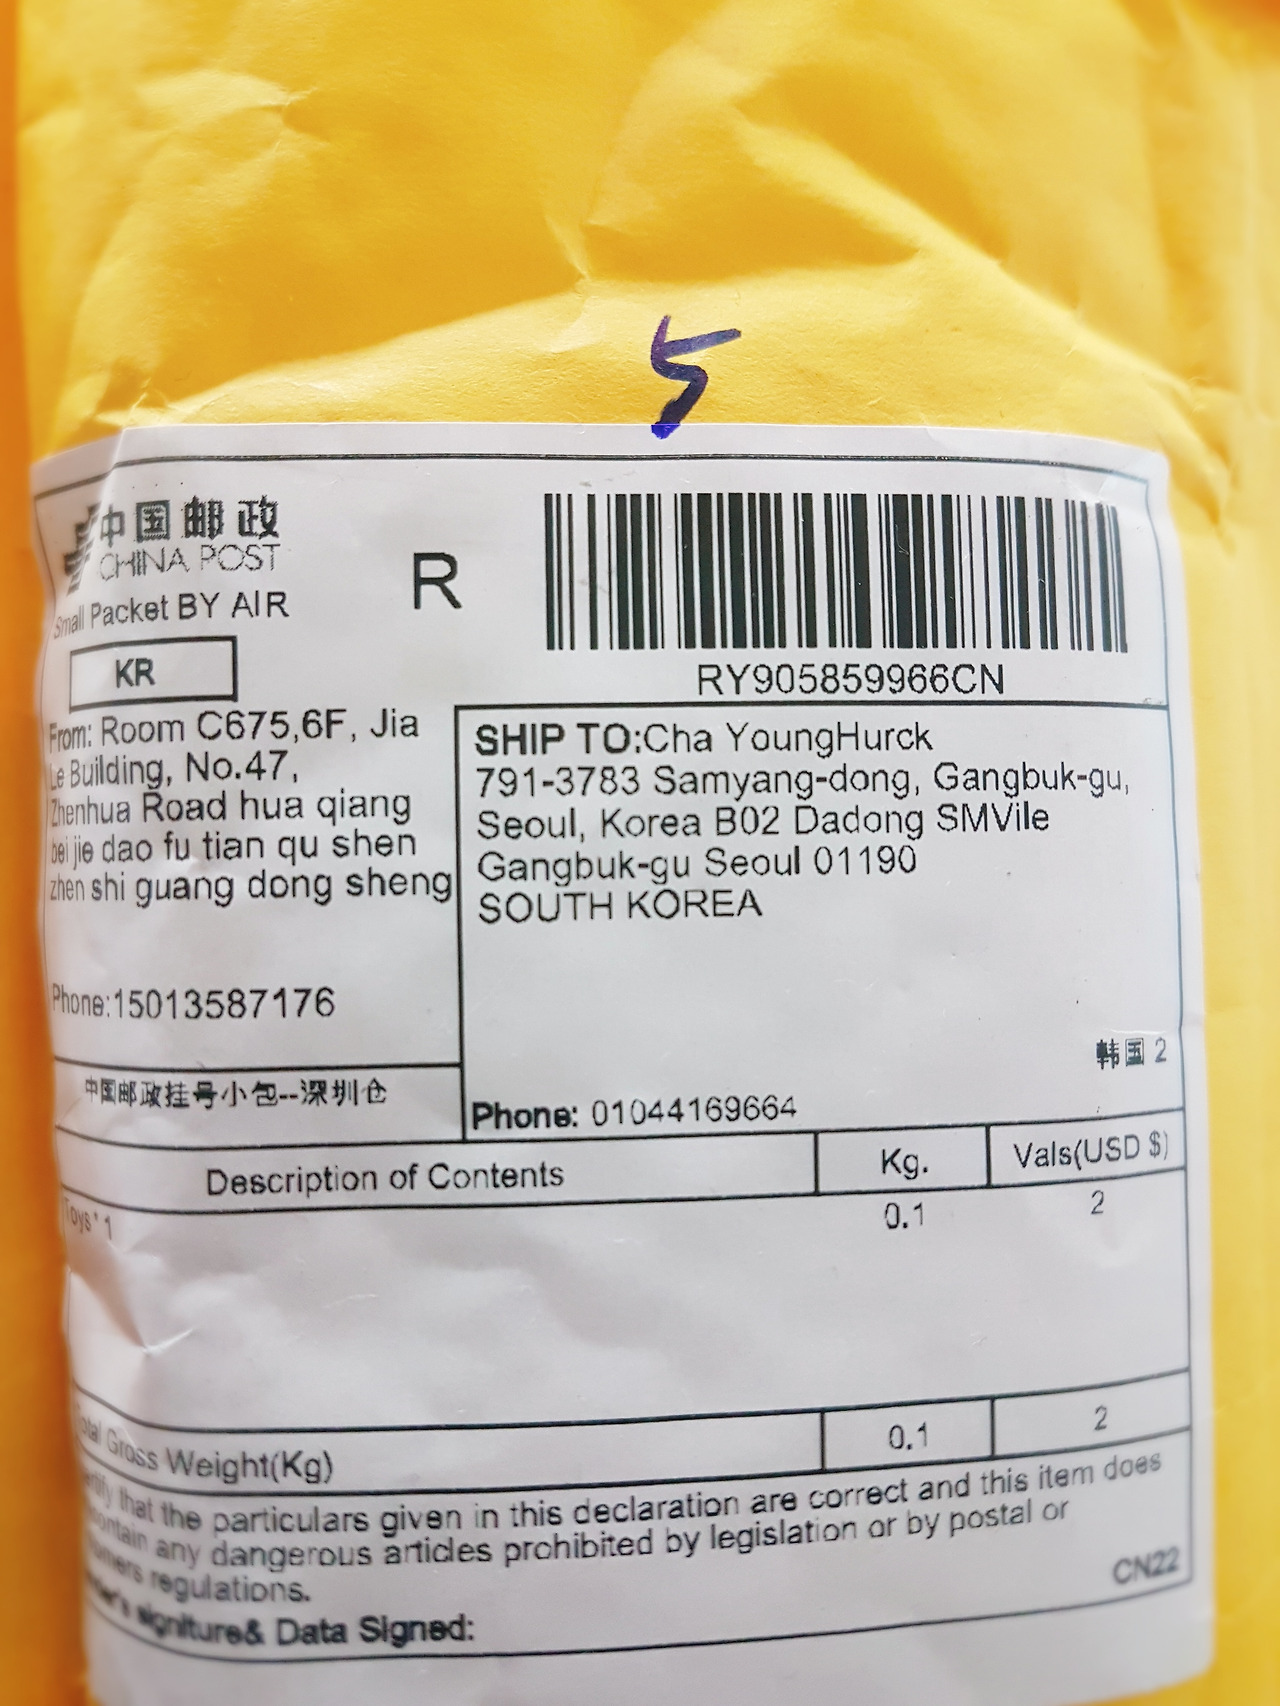 5
中国邮政
CHINA POST
Small Packet BY AIR
R
KR
RY905859966CN
From: Room C675,6F, Jia
Le Building, No.47,
Zhenhua Road hua qiang
bei jie dao fu tian qu shen
zhen shi guang dong sheng
Phone:15013587176
中国邮政挂号小包--深圳仓
SHIP TO:Cha YoungHurck
791-3783 Samyang-dong, Gangbuk-gu,
Seoul, Korea B02 Dadong SMVile
Gangbuk-gu Seoul 01190
SOUTH KOREA
韩国 2
Phone: 01044169664
Description of Contents Kg. Vals(USD $)
Toys* 1 0.1 2
Total Gross Weight(Kg) 0.1 2
that the particulars given in this declaration are correct and this item does
contain any dangerous articles prohibited by legislation or by postal or
regulations.
signiture& Data Signed:
CN22